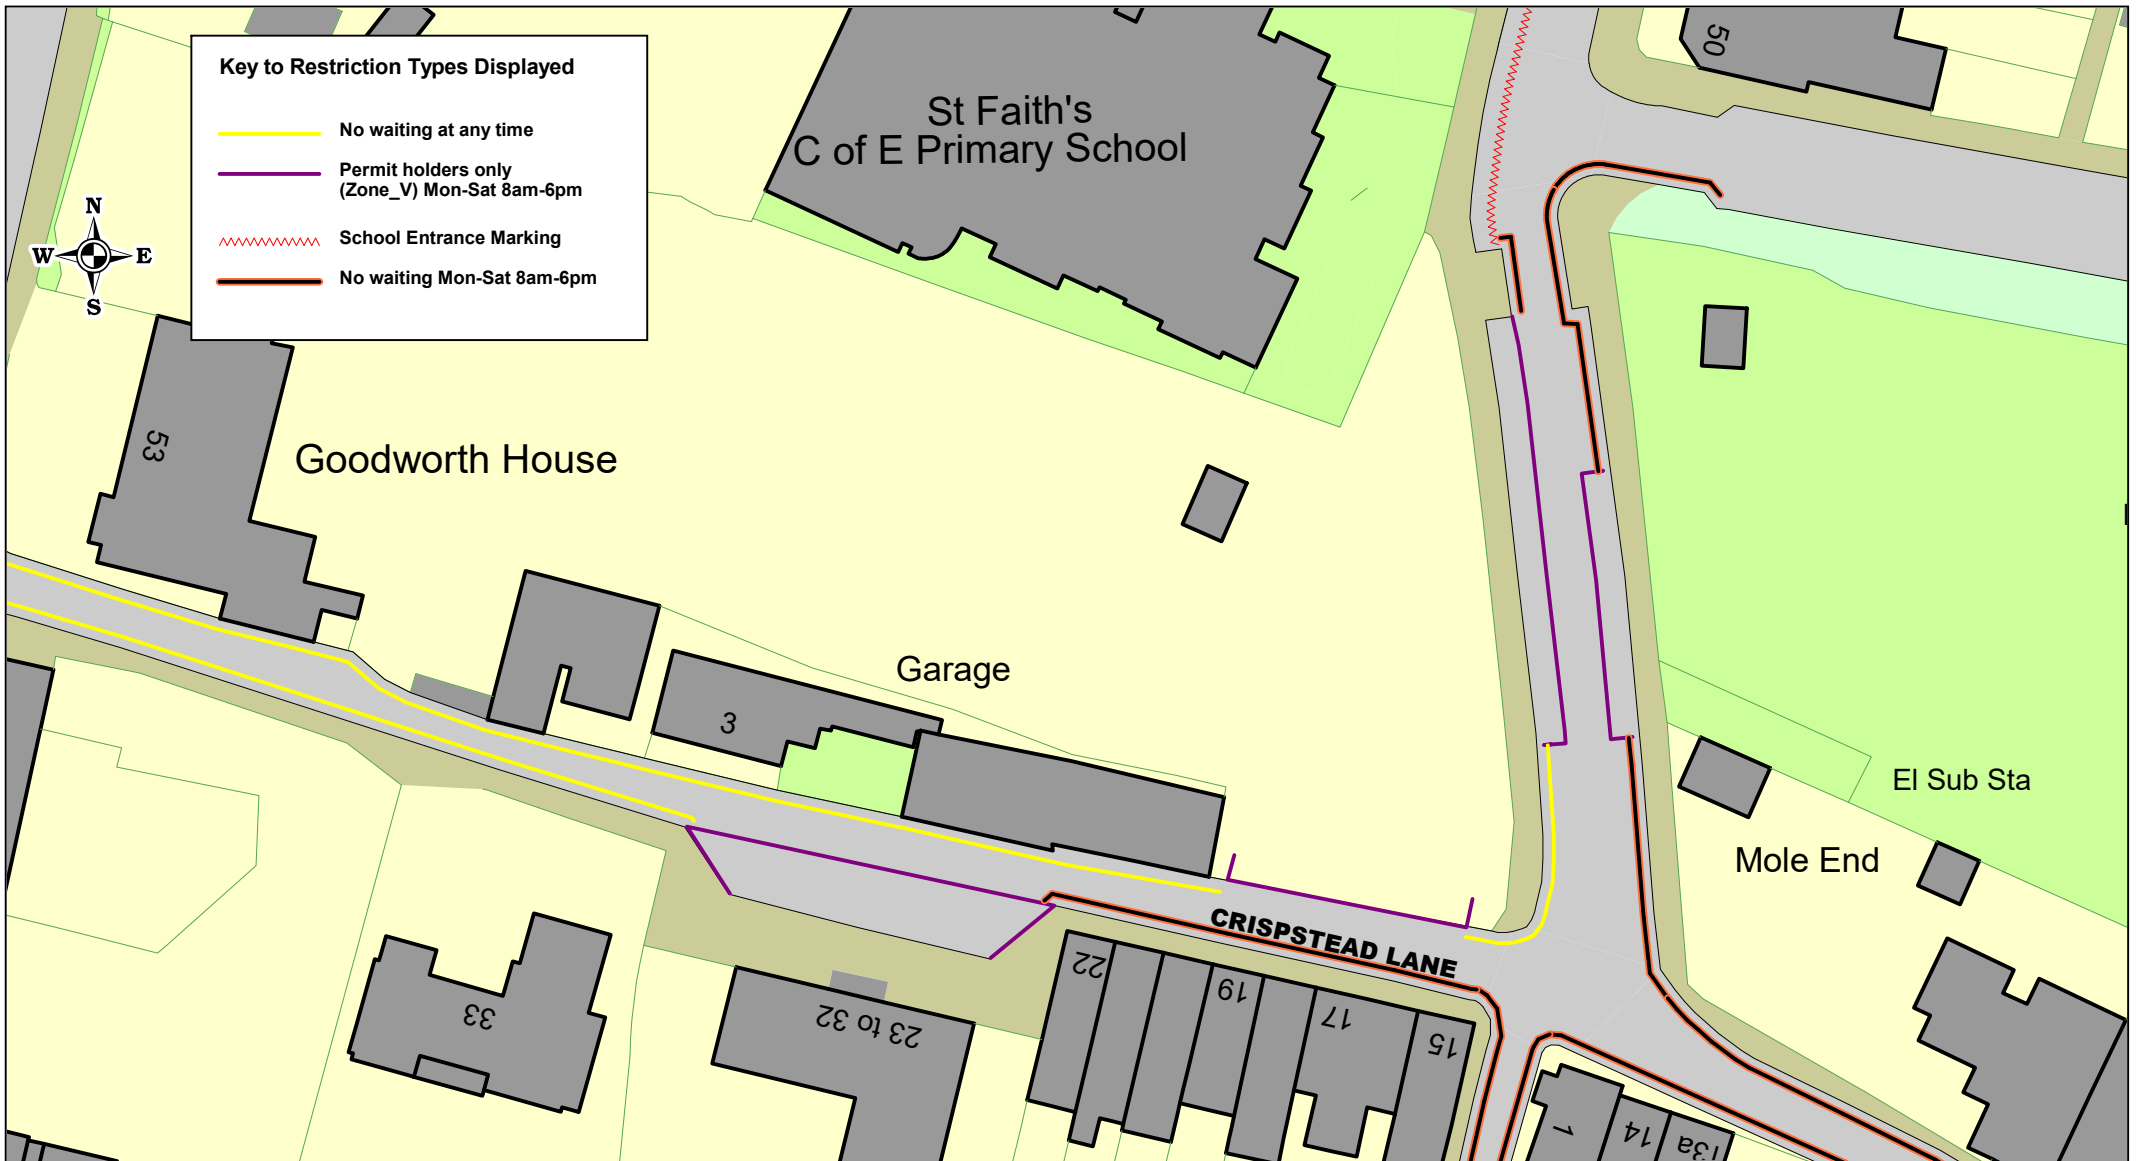 Key to Restriction Types Displayed
No waiting at any time
Permit holders only
(Zone_V) Mon-Sat 8am-6pm
School Entrance Marking
No waiting Mon-Sat 8am-6pm
N
W E
S
St Faith's
C of E Primary School
50
53
Goodworth House
Garage
3
El Sub Sta
Mole End
CRISPSTEAD LANE
22
19
17
15
33
23 to 32
1
14
13a